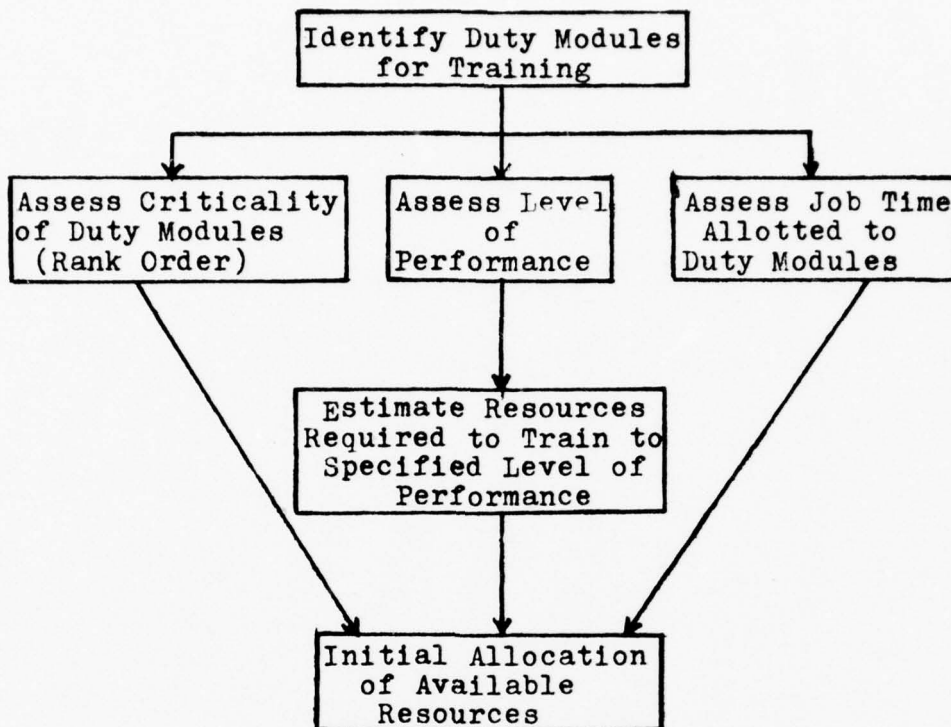 Identify Duty Modules
for Training
Assess Criticality
of Duty Modules
(Rank Order)
Assess Level
of
Performance
Assess Job Time
Allotted to
Duty Modules
Estimate Resources
Required to Train to
Specified Level of
Performance
Initial Allocation
of Available
Resources